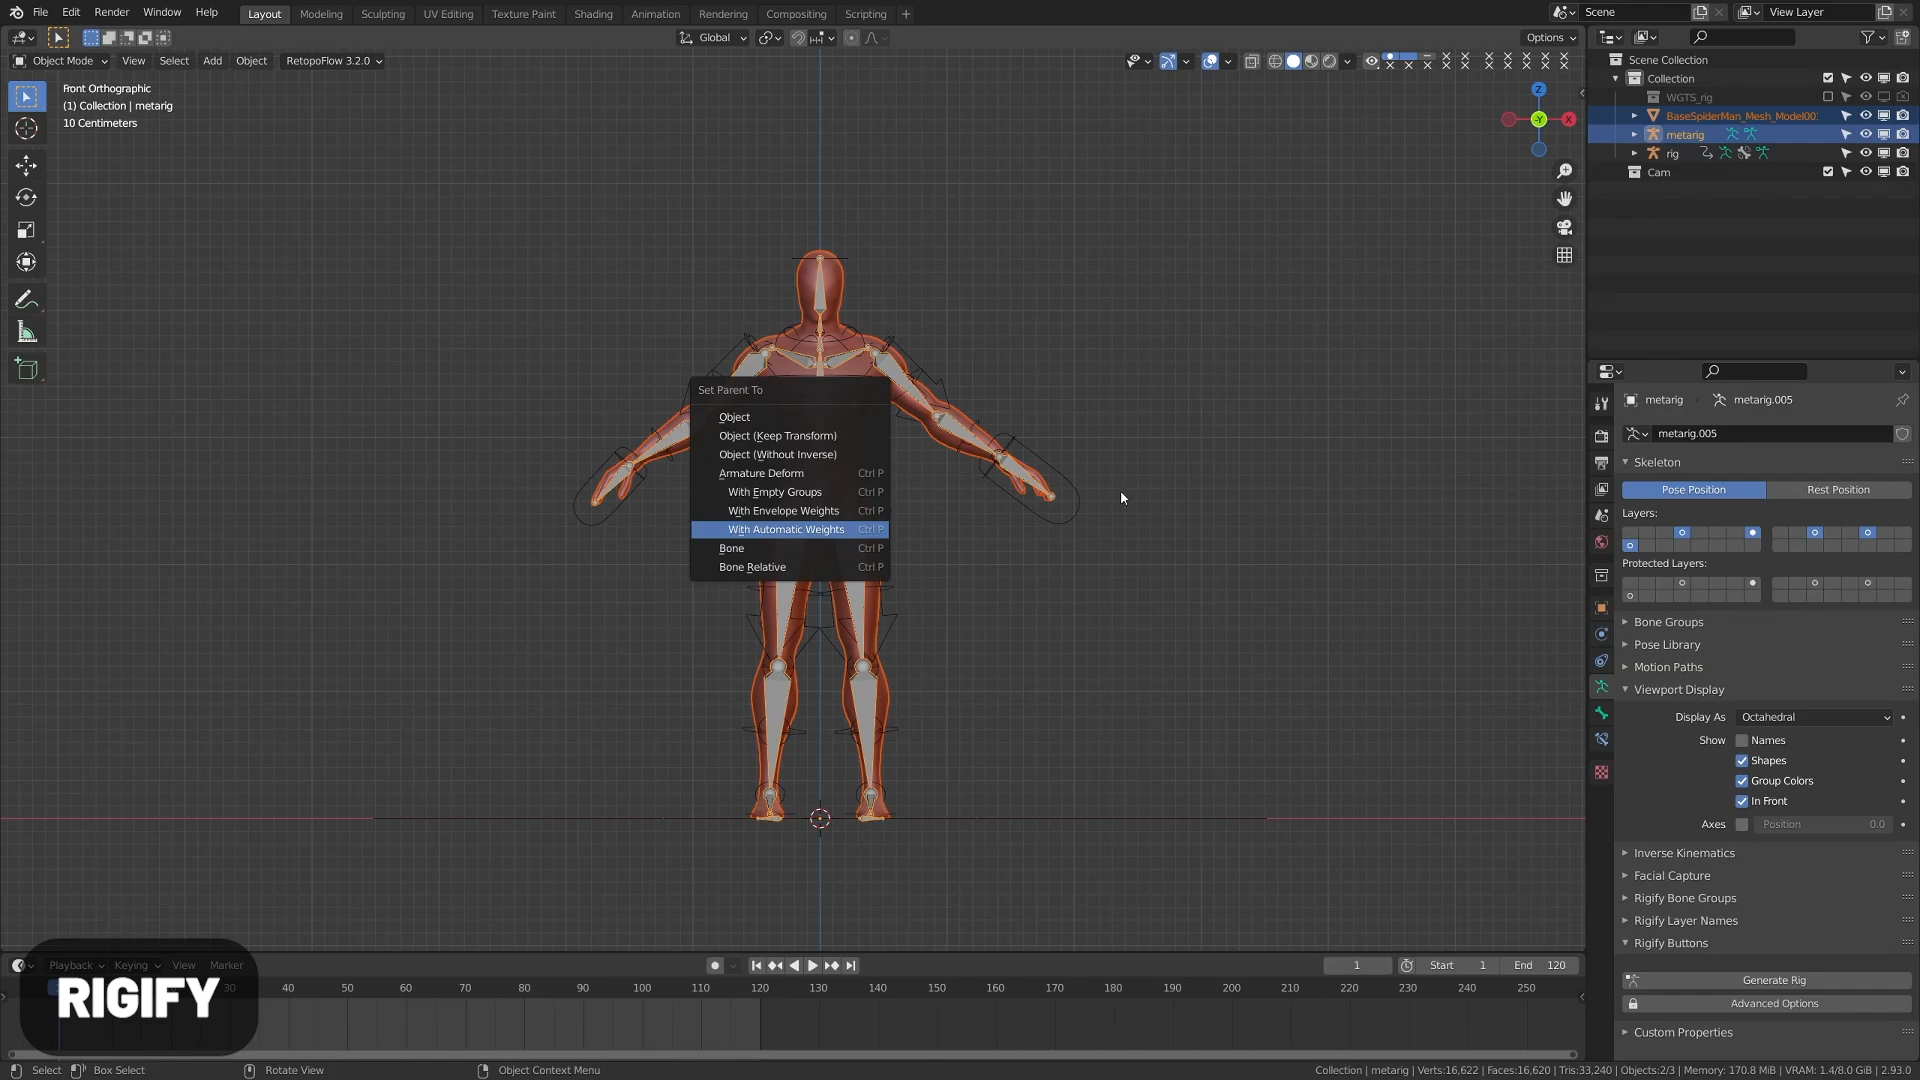 File Edit Render Window Help Layout Modeling Sculpting UV Editing Texture Paint Shading Animation Rendering Compositing Scripting + Scene View Layer
Global Options
Object Mode View Select Add Object RetopoFlow 3.2.0
Front Orthographic
(1) Collection | metarig
10 Centimeters
Z
-Y
X
Scene Collection
Collection
WGTS_rig
BaseSpiderMan_Mesh_Model00
metarig
rig
Cam
Set Parent To
Object
Object (Keep Transform)
Object (Without Inverse)
Armature Deform Ctrl P
With Empty Groups Ctrl P
With Envelope Weights Ctrl P
With Automatic Weights Ctrl P
Bone Ctrl P
Bone Relative Ctrl P
metarig metarig.005
metarig.005
Skeleton
Pose Position Rest Position
Layers:
Protected Layers:
Bone Groups
Pose Library
Motion Paths
Viewport Display
Display As Octahedral
Show Names
Shapes
Group Colors
In Front
Axes Position 0.0
Inverse Kinematics
Facial Capture
Rigify Bone Groups
Rigify Layer Names
Rigify Buttons
Generate Rig
Advanced Options
Custom Properties
Playback Keying View Marker 1 Start 1 End 120
30 40 50 60 70 80 90 100 110 120 130 140 150 160 170 180 190 200 210 220 230 240 250
RIGIFY
Select Box Select Rotate View Object Context Menu Collection | metarig | Verts:16,622 | Faces:16,620 | Tris:33,240 | Objects:2/3 | Memory: 170.8 MiB | VRAM: 1.4/8.0 GiB | 2.93.0